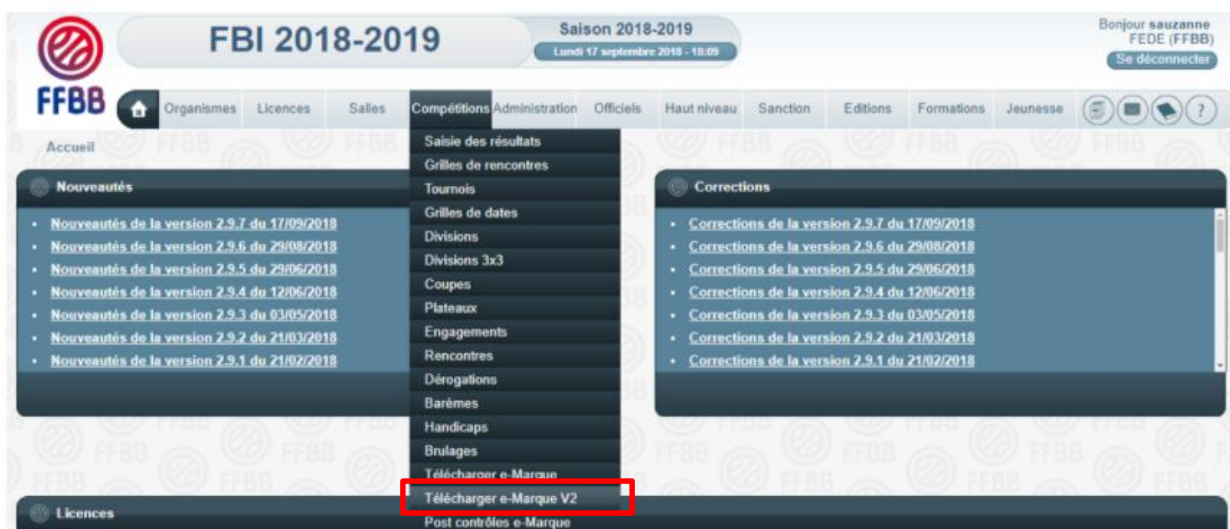 FBI 2018-2019
Saison 2018-2019
Lundi 17 septembre 2018 - 18:09
Bonjour sauzanne
FEDE (FFBB)
Se déconnecter
FFBB
Organismes Licences Salles Compétitions Administration Officiels Haut niveau Sanction Editions Formations Jeunesse ?
Accueil
Saisie des résultats
Grilles de rencontres
Tournois
Grilles de dates
Divisions
Divisions 3x3
Coupes
Plateaux
Engagements
Rencontres
Dérogations
Barèmes
Handicaps
Brulages
Télécharger e-Marque
Télécharger e-Marque V2
Post contrôles e-Marque
Nouveautés
Nouveautés de la version 2.9.7 du 17/09/2018
Nouveautés de la version 2.9.6 du 29/08/2018
Nouveautés de la version 2.9.5 du 29/06/2018
Nouveautés de la version 2.9.4 du 12/06/2018
Nouveautés de la version 2.9.3 du 03/05/2018
Nouveautés de la version 2.9.2 du 21/03/2018
Nouveautés de la version 2.9.1 du 21/02/2018
Corrections
Corrections de la version 2.9.7 du 17/09/2018
Corrections de la version 2.9.6 du 29/08/2018
Corrections de la version 2.9.5 du 29/06/2018
Corrections de la version 2.9.4 du 12/06/2018
Corrections de la version 2.9.3 du 03/05/2018
Corrections de la version 2.9.2 du 21/03/2018
Corrections de la version 2.9.1 du 21/02/2018
Licences